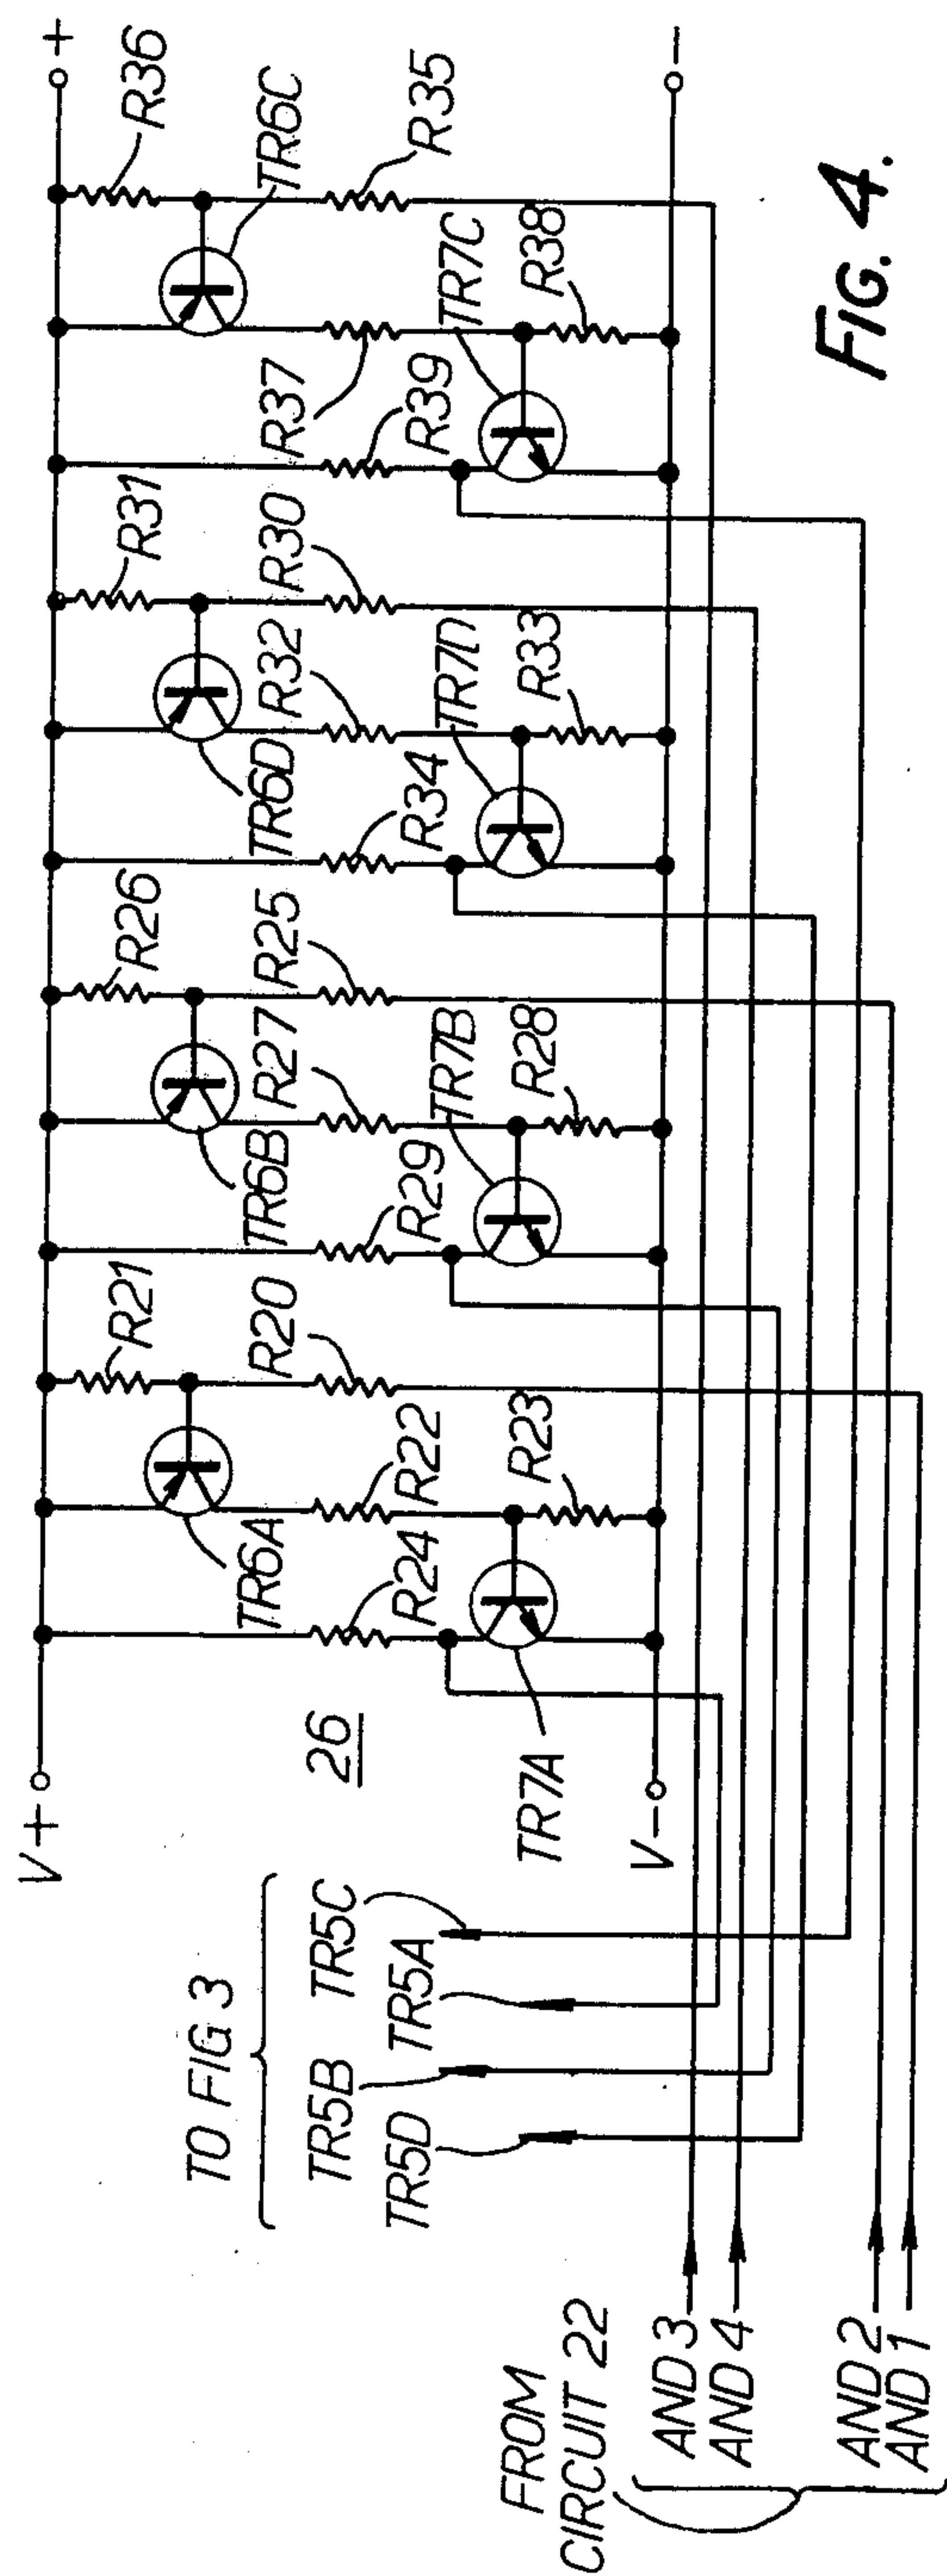 V+
+
R21
R26
R31
R36
TR6A
TR6B
TR6D
TR6C
R20
R25
R30
R35
R24
R22
R29
R27
R34
R32
R39
R37
26
TR7A
R23
TR7B
R28
TR7D
R33
TR7C
R38
V-
-
TO FIG 3
TR5B
TR5C
TR5D
TR5A
FROM
CIRCUIT 22
AND 3
AND 4
AND 2
AND 1
FIG. 4.